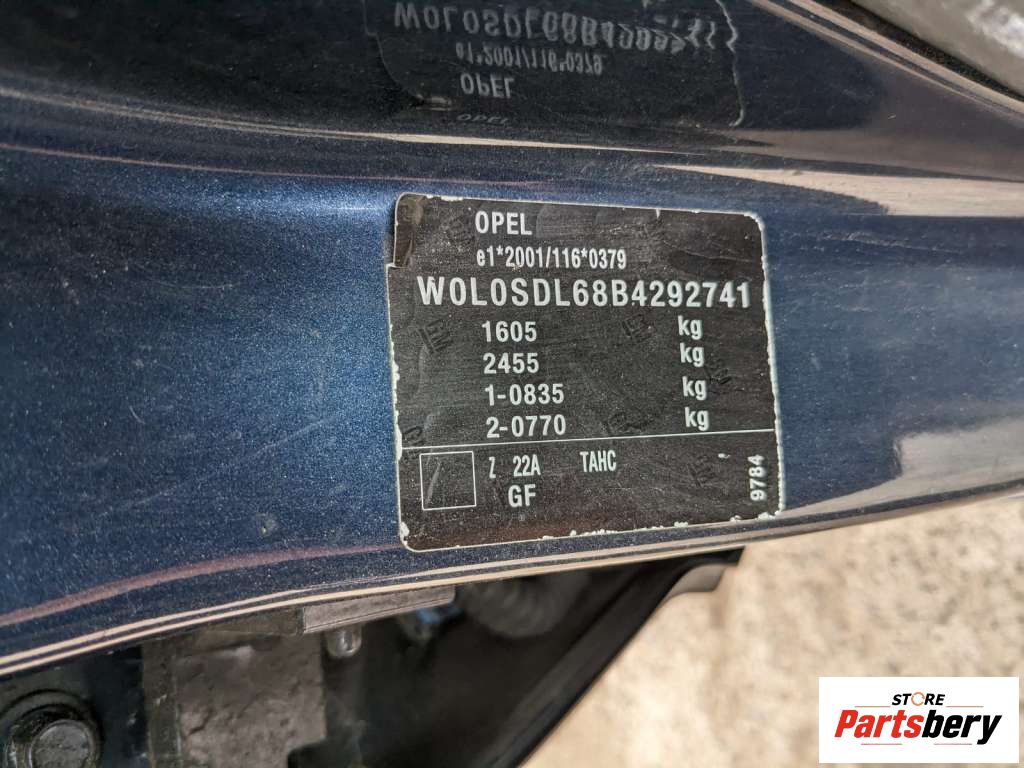 OPEL
e1*2001/116*0379
W0L0SDL68B4292741
1605 kg
2455 kg
1-0835 kg
2-0770 kg
Z 22A TAHC
GF
9784
STORE
Partsbery